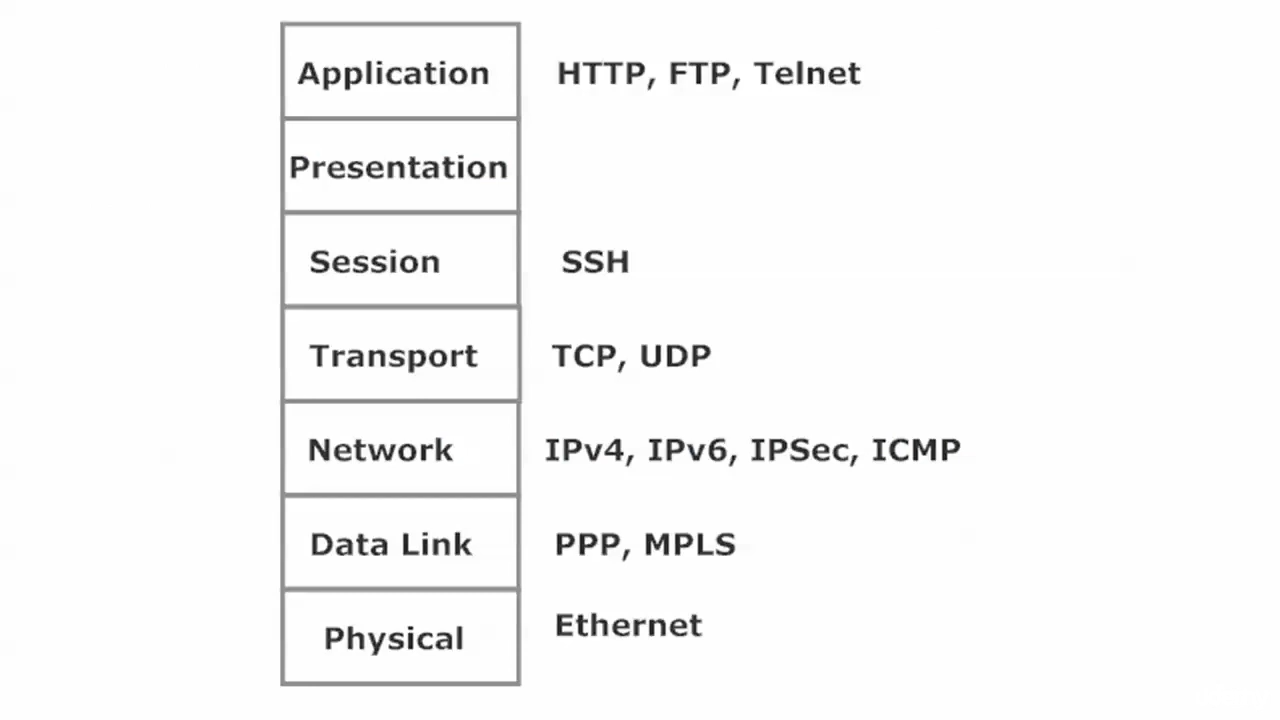 Application HTTP, FTP, Telnet
Presentation
Session SSH
Transport TCP, UDP
Network IPv4, IPv6, IPSec, ICMP
Data Link PPP, MPLS
Physical Ethernet